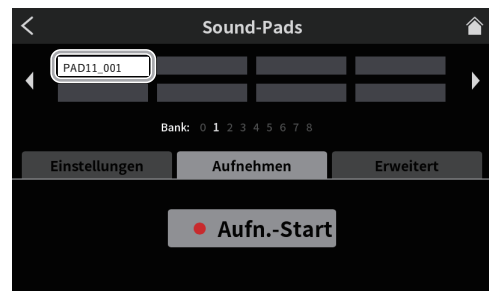 Sound-Pads
PAD11_001
Bank: 0 1 2 3 4 5 6 7 8
Einstellungen Aufnehmen Erweitert
Aufn.-Start